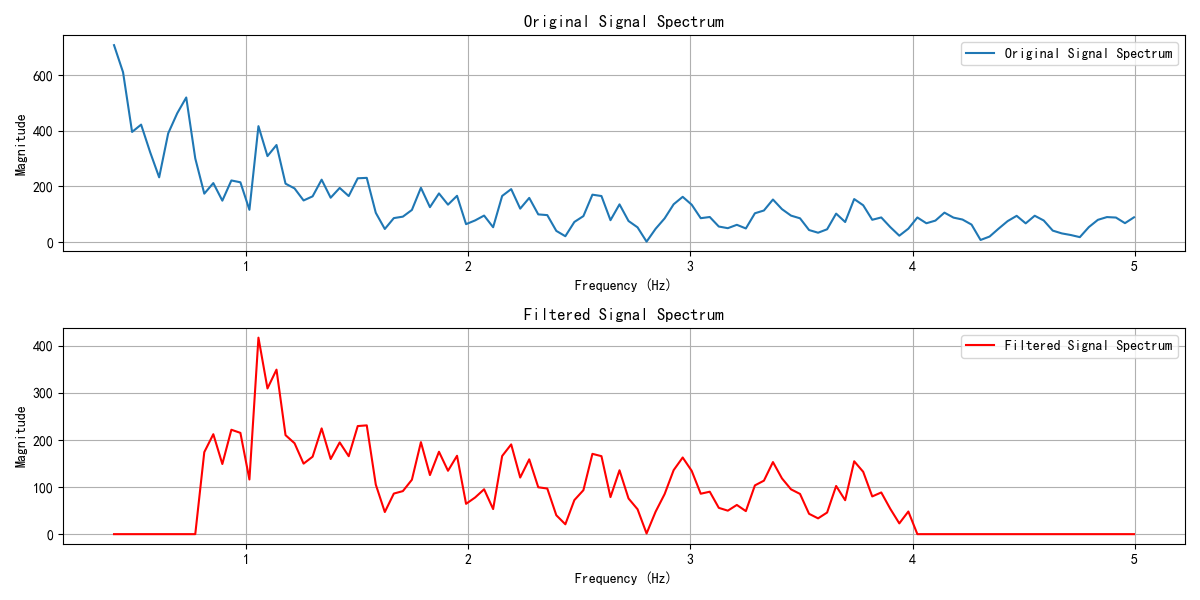 Original Signal Spectrum
Original Signal Spectrum
600
400
200
0
Magnitude
1 2 3 4 5
Frequency (Hz)
Filtered Signal Spectrum
Filtered Signal Spectrum
400
300
200
100
0
Magnitude
1 2 3 4 5
Frequency (Hz)